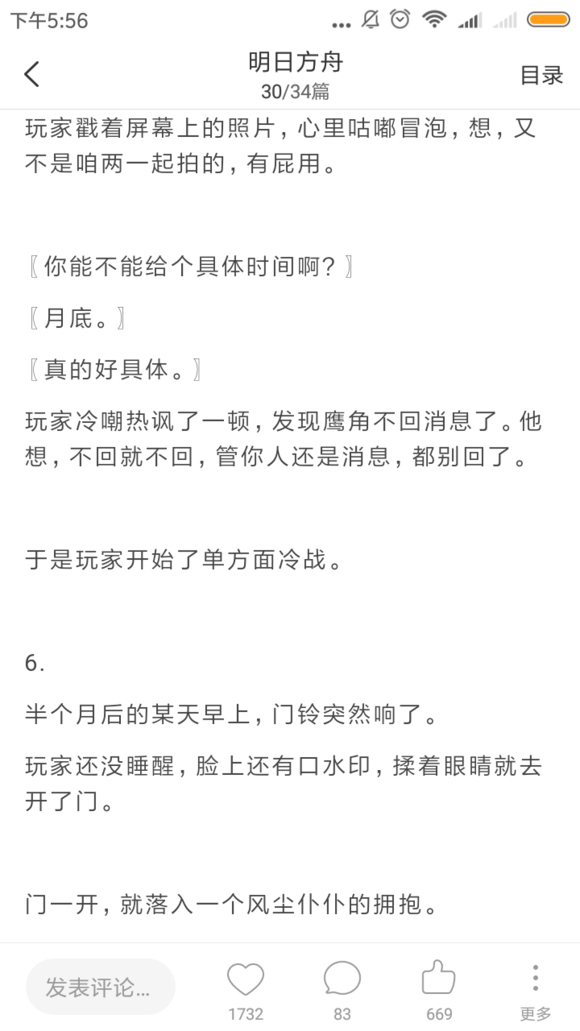 下午5:56
明日方舟
目录
30/34篇
玩家戳着屏幕上的照片，心里咕嘟冒泡，想，又
不是咱两一起拍的，有屁用。
〖你能不能给个具体时间啊？〗
〖月底。〗
〖真的好具体。〗
玩家冷嘲热讽了一顿，发现鹰角不回消息了。他
想，不回就不回，管你人还是消息，都别回了。
于是玩家开始了单方面冷战。
6.
半个月后的某天早上，门铃突然响了。
玩家还没睡醒，脸上还有口水印，揉着眼睛就去
开了门。
门一开，就落入一个风尘仆仆的拥抱。
发表评论...
1732
83
669
更多